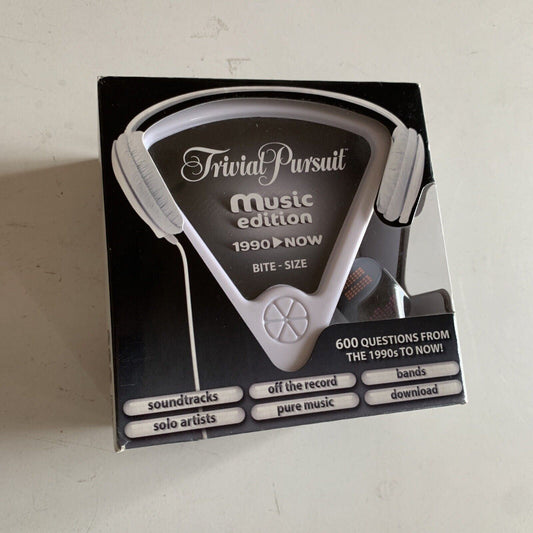 Trivial Pursuit
music
edition
1990▶NOW
BITE - SIZE
600 QUESTIONS FROM
THE 1990s TO NOW!
soundtracks
off the record
bands
solo artists
pure music
download